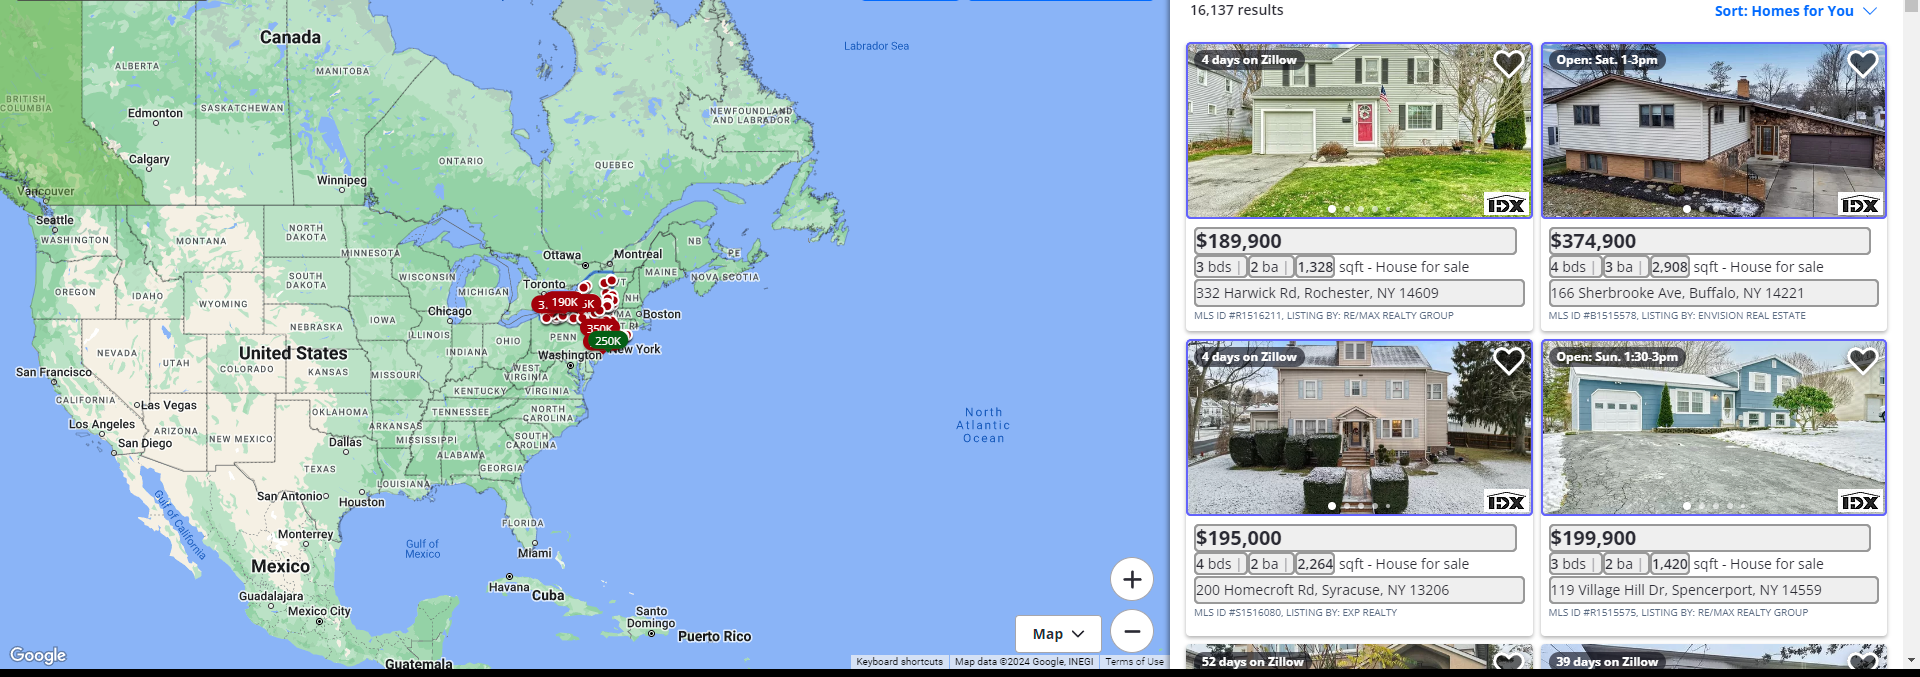 Canada
Labrador Sea
ALBERTA
MANITOBA
BRITISH
COLUMBIA
SASKATCHEWAN
Edmonton
NEWFOUNDLAND
AND LABRADOR
Calgary
ONTARIO
QUEBEC
Winnipeg
Vancouver
Seattle
WASHINGTON
NORTH
DAKOTA
MONTANA
MINNESOTA
Ottawa
Montreal
NB
PE
NOVA SCOTIA
MAINE
WISCONSIN
SOUTH
DAKOTA
MICHIGAN
Toronto
OREGON
IDAHO
WYOMING
VT
NH
3.
190K
5K
MA
Boston
Chicago
IOWA
NEBRASKA
350K
CT
RI
250K
ILLINOIS
OHIO
PENN
INDIANA
New York
NEVADA
UTAH
United States
COLORADO
KANSAS
MISSOURI
Washington
WEST
VIRGINIA
San Francisco
CALIFORNIA
KENTUCKY
VIRGINIA
Las Vegas
OKLAHOMA
TENNESSEE
NORTH
CAROLINA
ARKANSAS
Los Angeles
ARIZONA
NEW MEXICO
MISSISSIPPI
SOUTH
CAROLINA
San Diego
Dallas
ALABAMA
TEXAS
GEORGIA
LOUISIANA
San Antonio
Houston
Gulf of California
FLORIDA
Monterrey
Gulf of
Mexico
Miami
Mexico
Havana
Cuba
Guadalajara
Mexico City
Santo
Domingo
Puerto Rico
Guatemala
North
Atlantic
Ocean
Map
Google
Keyboard shortcuts
Map data ©2024 Google, INEGI
Terms of Use
16,137 results
Sort: Homes for You
4 days on Zillow
IDX
$189,900
3 bds | 2 ba | 1,328 sqft - House for sale
332 Harwick Rd, Rochester, NY 14609
MLS ID #R1516211, LISTING BY: RE/MAX REALTY GROUP
Open: Sat. 1-3pm
IDX
$374,900
4 bds | 3 ba | 2,908 sqft - House for sale
166 Sherbrooke Ave, Buffalo, NY 14221
MLS ID #B1515578, LISTING BY: ENVISION REAL ESTATE
4 days on Zillow
IDX
$195,000
4 bds | 2 ba | 2,264 sqft - House for sale
200 Homecroft Rd, Syracuse, NY 13206
MLS ID #S1516080, LISTING BY: EXP REALTY
Open: Sun. 1:30-3pm
IDX
$199,900
3 bds | 2 ba | 1,420 sqft - House for sale
119 Village Hill Dr, Spencerport, NY 14559
MLS ID #R1515575, LISTING BY: RE/MAX REALTY GROUP
52 days on Zillow
39 days on Zillow